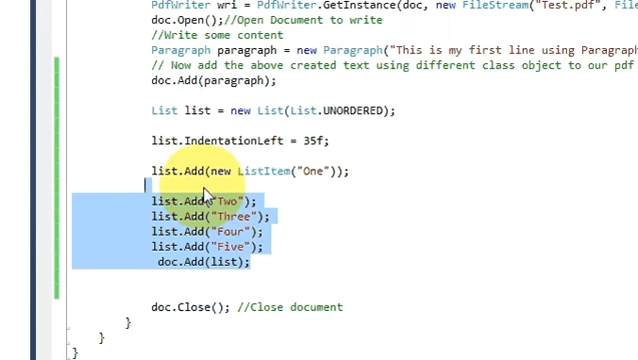 PdfWriter wri = PdfWriter.GetInstance(doc, new FileStream("Test.pdf", F
doc.Open();//Open Document to write
//Write some content
Paragraph paragraph = new Paragraph("This is my first line using Paragraph
// Now add the above created text using different class object to our pdf
doc.Add(paragraph);
List list = new List(List.UNORDERED);
list.IndentationLeft = 35f;
list.Add(new ListItem("One"));
list.Add("Two");
list.Add("Three");
list.Add("Four");
list.Add("Five");
doc.Add(list);
doc.Close(); //Close document
}
}
}